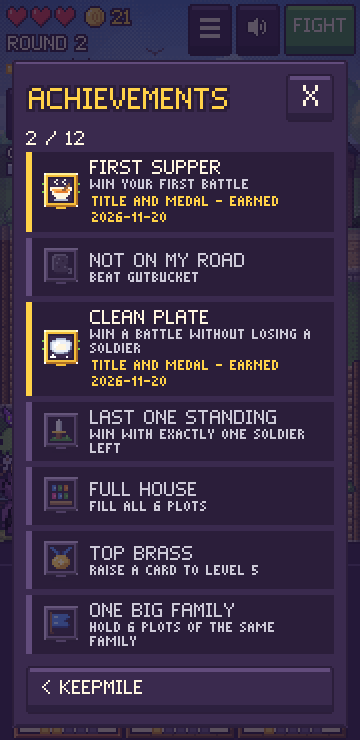 21
FIGHT
ROUND 2
ACHIEVEMENTS
X
2 / 12
FIRST SUPPER
WIN YOUR FIRST BATTLE
TITLE AND MEDAL - EARNED
2026-11-20
NOT ON MY ROAD
BEAT GUTBUCKET
CLEAN PLATE
WIN A BATTLE WITHOUT LOSING A
SOLDIER
TITLE AND MEDAL - EARNED
2026-11-20
LAST ONE STANDING
WIN WITH EXACTLY ONE SOLDIER
LEFT
FULL HOUSE
FILL ALL 6 PLOTS
TOP BRASS
RAISE A CARD TO LEVEL 5
ONE BIG FAMILY
HOLD 6 PLOTS OF THE SAME
FAMILY
< KEEPMILE